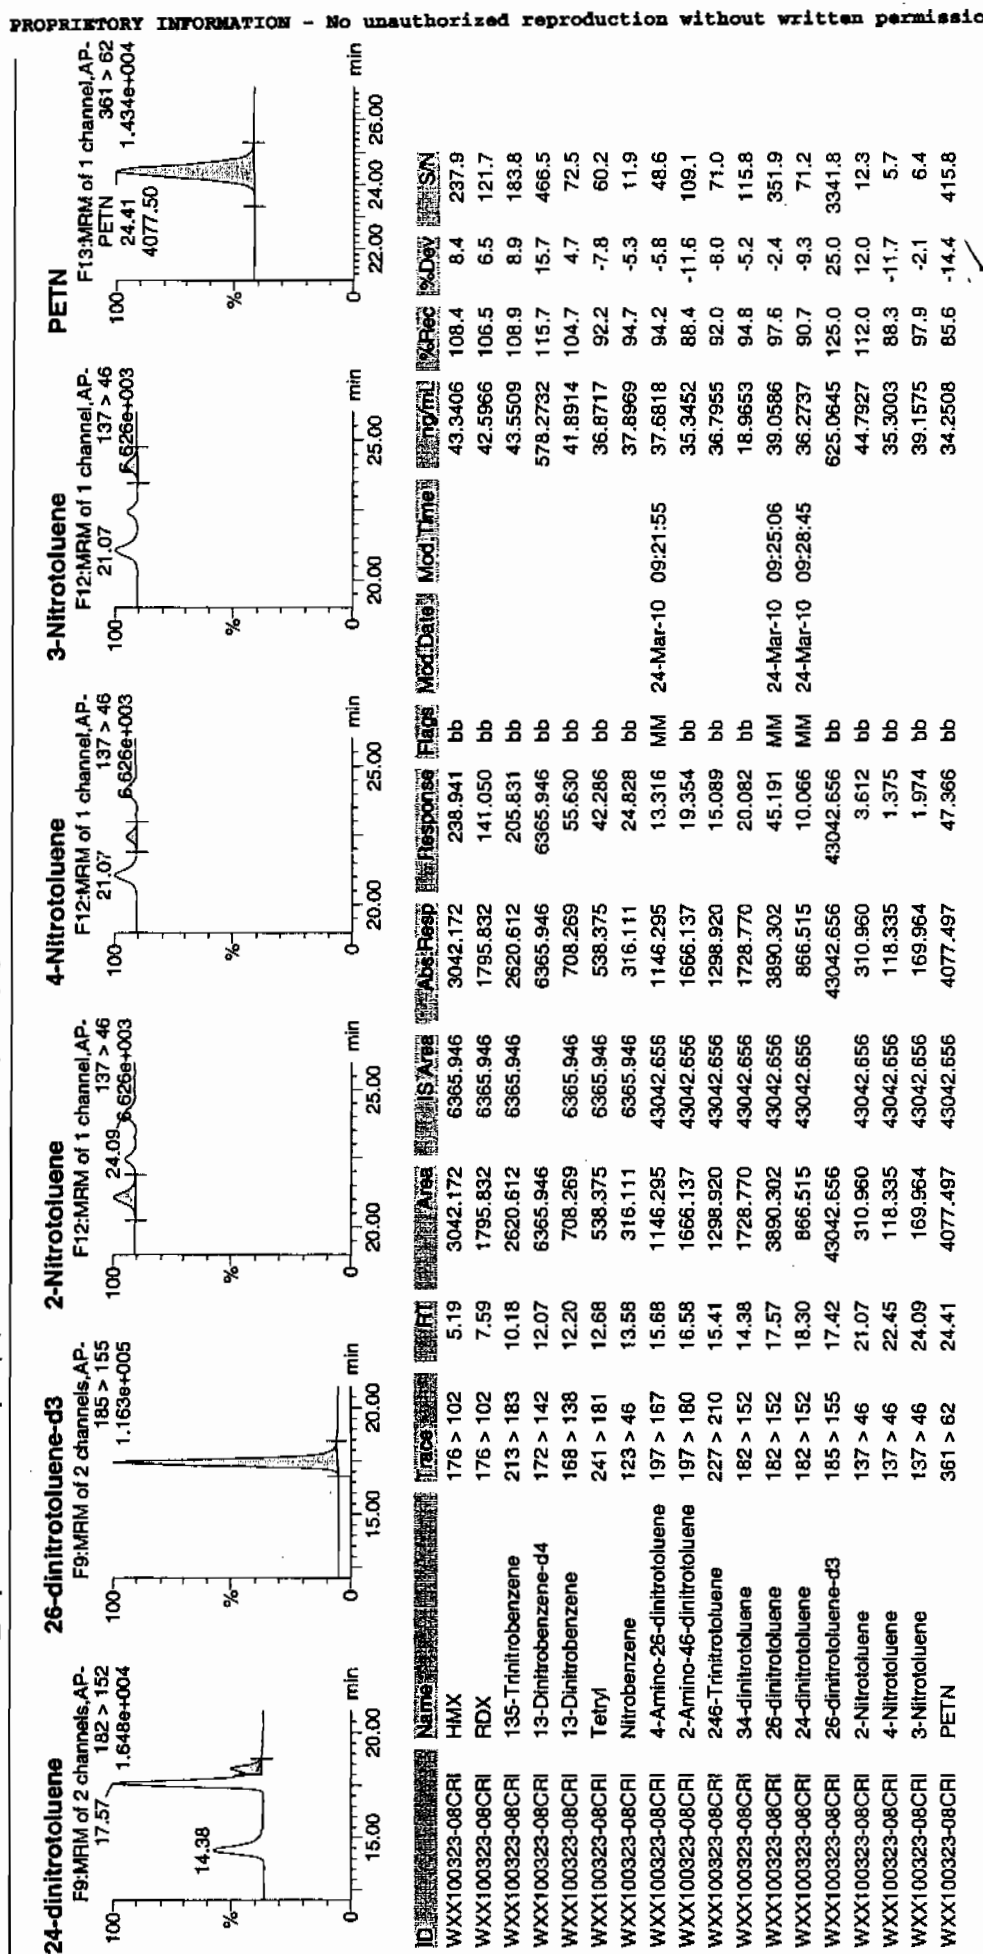 PROPRIETORY INFORMATION - No unauthorized reproduction without written permissio
24-dinitrotoluene
F9:MRM of 2 channels,AP-
17.57 182 > 152
1.648e+004
100
14.38
%
0
15.00 20.00 min
26-dinitrotoluene-d3
F9:MRM of 2 channels,AP-
185 > 155
1.163e+005
100
%
0
15.00 20.00 min
2-Nitrotoluene
F12:MRM of 1 channel,AP-
137 > 46
24.09 6.626e+003
100
%
0
20.00 25.00 min
4-Nitrotoluene
F12:MRM of 1 channel,AP-
21.07 137 > 46
6.626e+003
100
%
0
20.00 25.00 min
3-Nitrotoluene
F12:MRM of 1 channel,AP-
21.07 137 > 46
6.626e+003
100
%
0
20.00 25.00 min
PETN
F13:MRM of 1 channel,AP-
PETN 361 > 62
24.41 1.434e+004
4077.50
100
%
0
22.00 24.00 26.00 min
ID Name Trace RT Area IS Area Abs.Resp Response Flags Mod.Date Mod.Time ng/mL %Rec %Dev S/N
WXX100323-08CRI HMX 176 > 102 5.19 3042.172 6365.946 3042.172 238.941 bb 43.3406 108.4 8.4 237.9
WXX100323-08CRI RDX 176 > 102 7.59 1795.832 6365.946 1795.832 141.050 bb 42.5966 106.5 6.5 121.7
WXX100323-08CRI 135-Trinitrobenzene 213 > 183 10.18 2620.612 6365.946 2620.612 205.831 bb 43.5509 108.9 8.9 183.8
WXX100323-08CRI 13-Dinitrobenzene-d4 172 > 142 12.07 6365.946 6365.946 6365.946 bb 578.2732 115.7 15.7 466.5
WXX100323-08CRI 13-Dinitrobenzene 168 > 138 12.20 708.269 6365.946 708.269 55.630 bb 41.8914 104.7 4.7 72.5
WXX100323-08CRI Tetryl 241 > 181 12.68 538.375 6365.946 538.375 42.286 bb 36.8717 92.2 -7.8 60.2
WXX100323-08CRI Nitrobenzene 123 > 46 13.58 316.111 6365.946 316.111 24.828 bb 37.8969 94.7 -5.3 11.9
WXX100323-08CRI 4-Amino-26-dinitrotoluene 197 > 167 15.68 1146.295 43042.656 1146.295 13.316 MM 24-Mar-10 09:21:55 37.6818 94.2 -5.8 48.6
WXX100323-08CRI 2-Amino-46-dinitrotoluene 197 > 180 16.58 1666.137 43042.656 1666.137 19.354 bb 35.3452 88.4 -11.6 109.1
WXX100323-08CRI 246-Trinitrotoluene 227 > 210 15.41 1298.920 43042.656 1298.920 15.089 bb 36.7955 92.0 -8.0 71.0
WXX100323-08CRI 34-dinitrotoluene 182 > 152 14.38 1728.770 43042.656 1728.770 20.082 bb 18.9653 94.8 -5.2 115.8
WXX100323-08CRI 26-dinitrotoluene 182 > 152 17.57 3890.302 43042.656 3890.302 45.191 MM 24-Mar-10 09:25:06 39.0586 97.6 -2.4 351.9
WXX100323-08CRI 24-dinitrotoluene 182 > 152 18.30 866.515 43042.656 866.515 10.066 MM 24-Mar-10 09:28:45 36.2737 90.7 -9.3 71.2
WXX100323-08CRI 26-dinitrotoluene-d3 185 > 155 17.42 43042.656 43042.656 43042.656 bb 625.0645 125.0 25.0 3341.8
WXX100323-08CRI 2-Nitrotoluene 137 > 46 21.07 310.960 43042.656 310.960 3.612 bb 44.7927 112.0 12.0 12.3
WXX100323-08CRI 4-Nitrotoluene 137 > 46 22.45 118.335 43042.656 118.335 1.375 bb 35.3003 88.3 -11.7 5.7
WXX100323-08CRI 3-Nitrotoluene 137 > 46 24.09 169.964 43042.656 169.964 1.974 bb 39.1575 97.9 -2.1 6.4
WXX100323-08CRI PETN 361 > 62 24.41 4077.497 43042.656 4077.497 47.366 bb 34.2508 85.6 -14.4 415.8